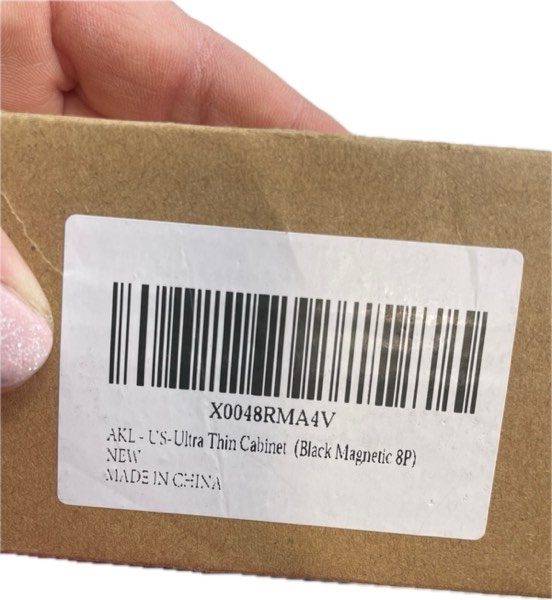 X0048RMA4V
AKL - US-Ultra Thin Cabinet (Black Magnetic 8P)
NEW
MADE IN CHINA